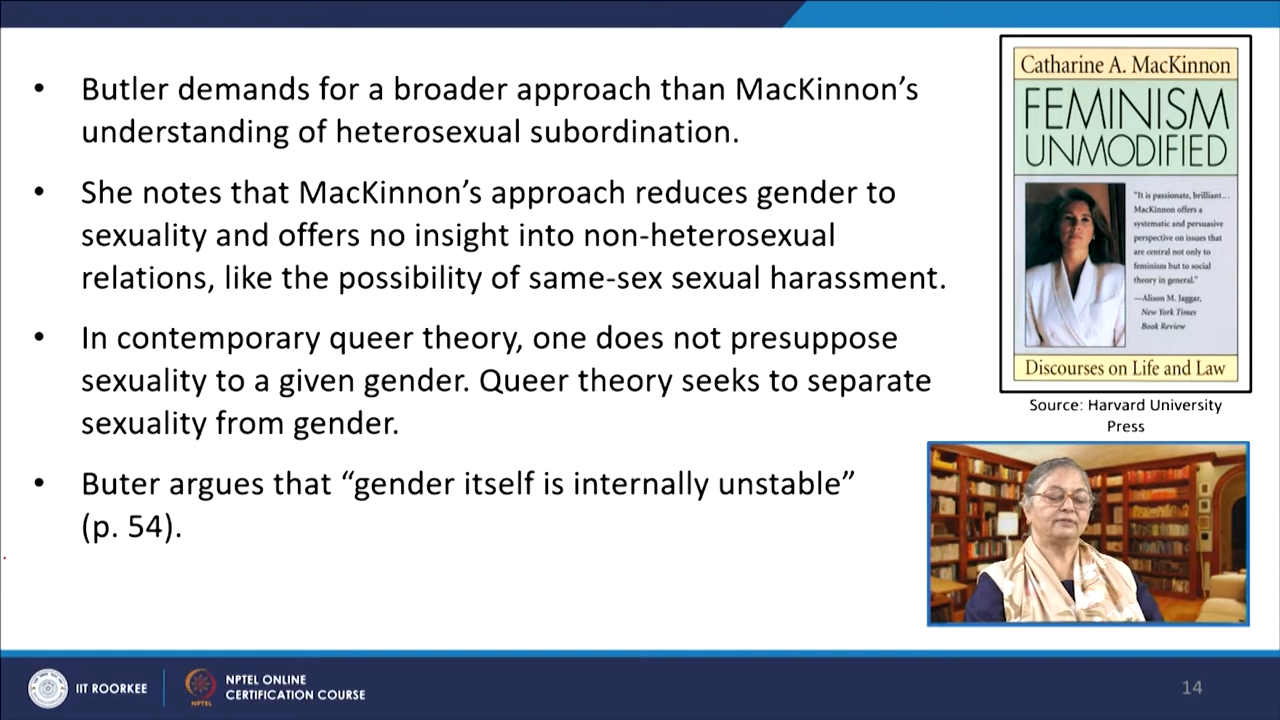 • Butler demands for a broader approach than MacKinnon’s
understanding of heterosexual subordination.
• She notes that MacKinnon’s approach reduces gender to
sexuality and offers no insight into non-heterosexual
relations, like the possibility of same-sex sexual harassment.
• In contemporary queer theory, one does not presuppose
sexuality to a given gender. Queer theory seeks to separate
sexuality from gender.
• Buter argues that “gender itself is internally unstable”
(p. 54).
Catharine A. MacKinnon
FEMINISM
UNMODIFIED
"It is passionate, brilliant...
MacKinnon offers a
systematic and persuasive
perspective on issues that
are central not only to
feminism but to social
theory in general."
—Alison M. Jaggar,
New York Times
Book Review
Discourses on Life and Law
Source: Harvard University
Press
IIT ROORKEE
NPTEL
NPTEL ONLINE
CERTIFICATION COURSE
14